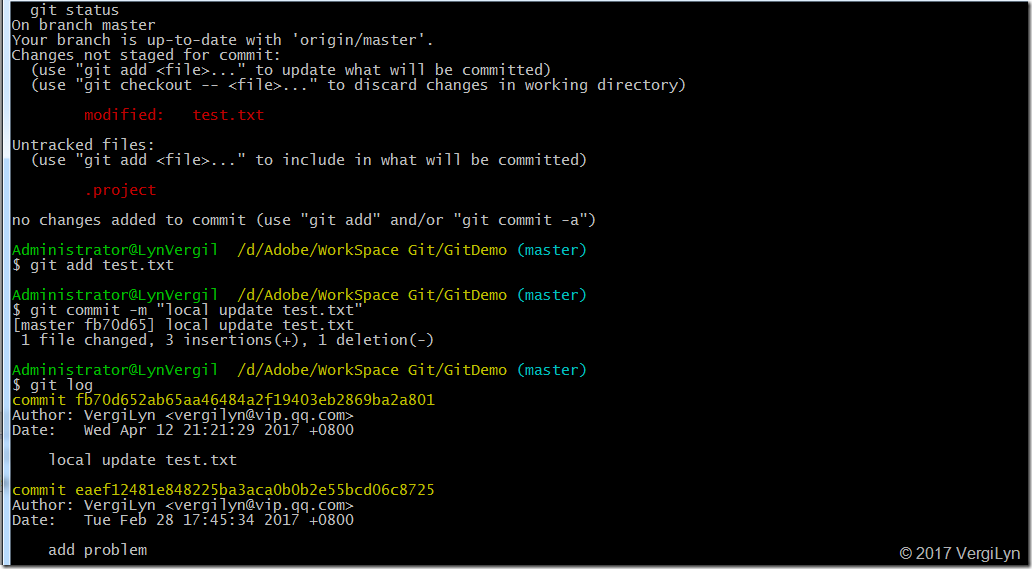 git status
On branch master
Your branch is up-to-date with 'origin/master'.
Changes not staged for commit:
(use "git add <file>..." to update what will be committed)
(use "git checkout -- <file>..." to discard changes in working directory)
modified: test.txt
Untracked files:
(use "git add <file>..." to include in what will be committed)
.project
no changes added to commit (use "git add" and/or "git commit -a")
Administrator@LynVergil /d/Adobe/WorkSpace Git/GitDemo (master)
$ git add test.txt
Administrator@LynVergil /d/Adobe/WorkSpace Git/GitDemo (master)
$ git commit -m "local update test.txt"
[master fb70d65] local update test.txt
1 file changed, 3 insertions(+), 1 deletion(-)
Administrator@LynVergil /d/Adobe/WorkSpace Git/GitDemo (master)
$ git log
commit fb70d652ab65aa46484a2f19403eb2869ba2a801
Author: VergiLyn <vergilyn@vip.qq.com>
Date: Wed Apr 12 21:21:29 2017 +0800
local update test.txt
commit eaef12481e848225ba3aca0b0b2e55bcd06c8725
Author: VergiLyn <vergilyn@vip.qq.com>
Date: Tue Feb 28 17:45:34 2017 +0800
add problem
© 2017 VergiLyn